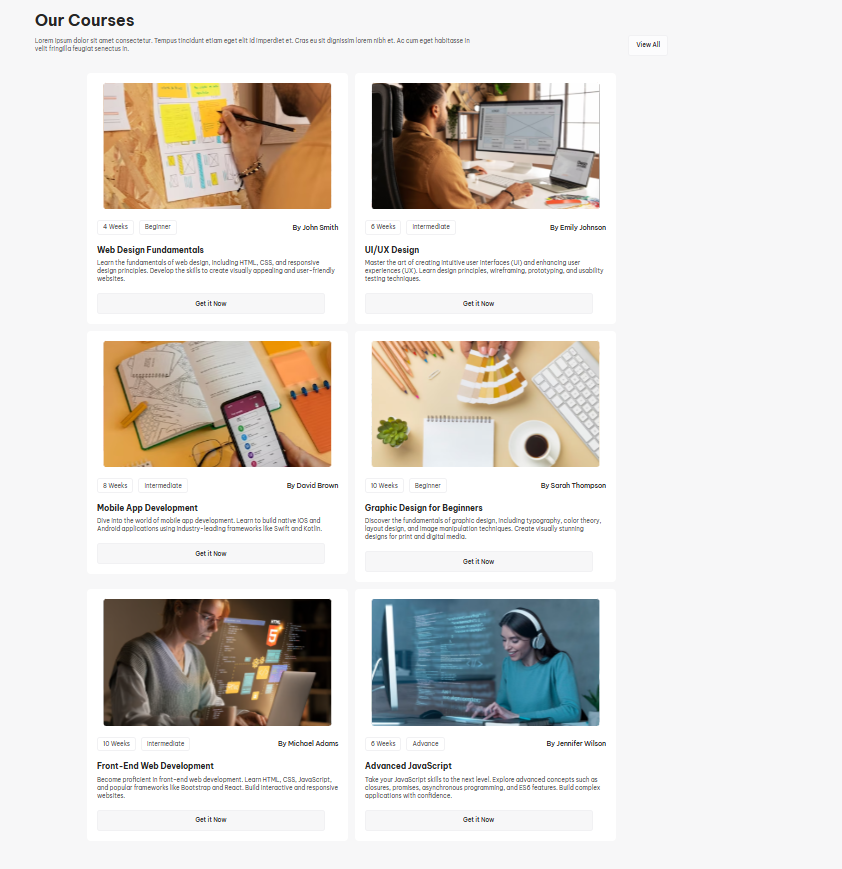 Our Courses
Lorem ipsum dolor sit amet consectetur. Tempus tincidunt etiam eget elit id imperdiet et. Cras eu sit dignissim lorem nibh et. Ac cum eget habitasse in
velit fringilla feugiat senectus in.
View All
4 Weeks
Beginner
By John Smith
Web Design Fundamentals
Learn the fundamentals of web design, including HTML, CSS, and responsive
design principles. Develop the skills to create visually appealing and user-friendly
websites.
Get it Now
6 Weeks
Intermediate
By Emily Johnson
UI/UX Design
Master the art of creating intuitive user interfaces (UI) and enhancing user
experiences (UX). Learn design principles, wireframing, prototyping, and usability
testing techniques.
Get it Now
8 Weeks
Intermediate
By David Brown
Mobile App Development
Dive into the world of mobile app development. Learn to build native iOS and
Android applications using industry-leading frameworks like Swift and Kotlin.
Get it Now
10 Weeks
Beginner
By Sarah Thompson
Graphic Design for Beginners
Discover the fundamentals of graphic design, including typography, color theory,
layout design, and image manipulation techniques. Create visually stunning
designs for print and digital media.
Get it Now
HTML
5
10 Weeks
Intermediate
By Michael Adams
Front-End Web Development
Become proficient in front-end web development. Learn HTML, CSS, JavaScript,
and popular frameworks like Bootstrap and React. Build interactive and responsive
websites.
Get it Now
6 Weeks
Advance
By Jennifer Wilson
Advanced JavaScript
Take your JavaScript skills to the next level. Explore advanced concepts such as
closures, promises, asynchronous programming, and ES6 features. Build complex
applications with confidence.
Get it Now